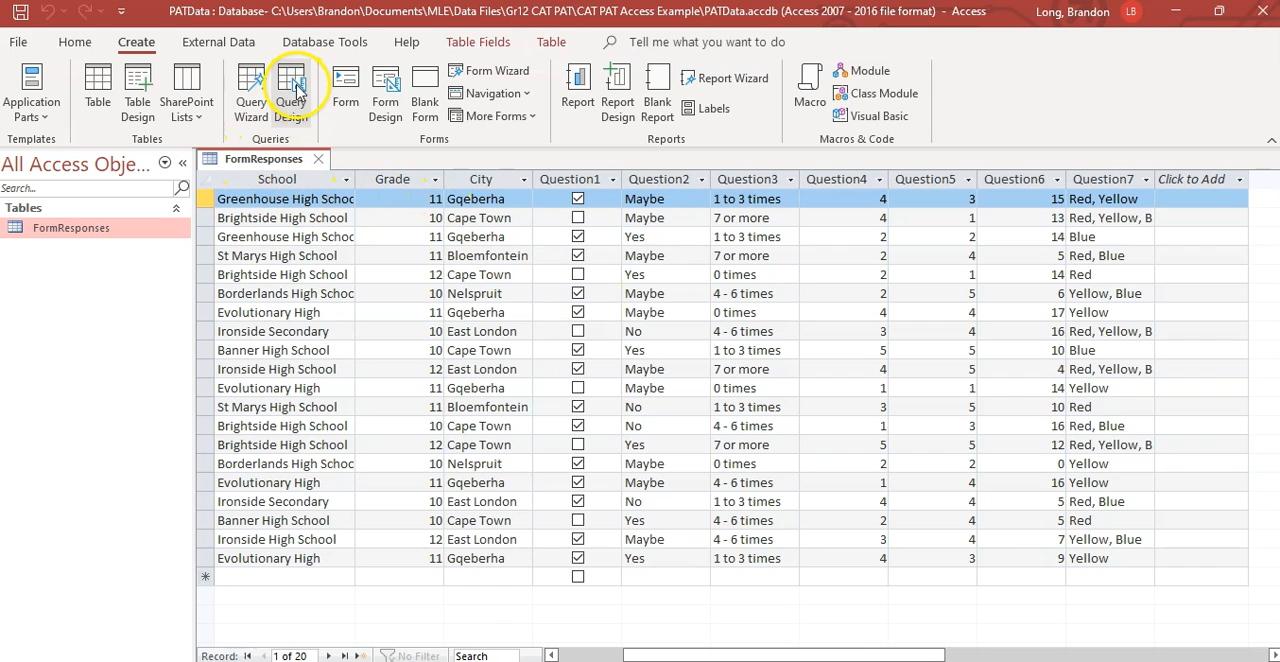 PATData : Database- C:\Users\Brandon\Documents\MLE\Data Files\Gr12 CAT PAT\CAT PAT Access Example\PATData.accdb (Access 2007 - 2016 file format) - Access Long, Brandon LB
File Home Create External Data Database Tools Help Table Fields Table Tell me what you want to do
Application Parts Table Table Design SharePoint Lists Query Wizard Query Design Form Form Design Blank Form Form Wizard Navigation More Forms Report Report Design Blank Report Report Wizard Labels Macro Module Class Module Visual Basic
Templates Tables Queries Forms Reports Macros & Code
All Access Obje... «
Search...
Tables
FormResponses
FormResponses
School Grade City Question1 Question2 Question3 Question4 Question5 Question6 Question7 Click to Add
Greenhouse High Schoo 11 Gqeberha Maybe 1 to 3 times 4 3 15 Red, Yellow
Brightside High School 10 Cape Town Maybe 7 or more 4 1 13 Red, Yellow, B
Greenhouse High Schoo 11 Gqeberha Yes 1 to 3 times 2 2 14 Blue
St Marys High School 11 Bloemfontein Maybe 7 or more 2 4 5 Red, Blue
Brightside High School 12 Cape Town Yes 0 times 2 1 14 Red
Borderlands High Schoo 10 Nelspruit Maybe 4 - 6 times 2 5 6 Yellow, Blue
Evolutionary High 11 Gqeberha Maybe 0 times 4 4 17 Yellow
Ironside Secondary 10 East London No 4 - 6 times 3 4 16 Red, Yellow, B
Banner High School 10 Cape Town Yes 1 to 3 times 5 5 10 Blue
Ironside High School 12 East London Maybe 7 or more 4 5 4 Red, Yellow, B
Evolutionary High 11 Gqeberha Maybe 0 times 1 1 14 Yellow
St Marys High School 11 Bloemfontein No 1 to 3 times 3 5 10 Red
Brightside High School 10 Cape Town No 4 - 6 times 1 3 16 Red, Blue
Brightside High School 12 Cape Town Yes 7 or more 5 5 12 Red, Yellow, B
Borderlands High Schoo 10 Nelspruit Maybe 0 times 2 2 0 Yellow
Evolutionary High 11 Gqeberha Maybe 4 - 6 times 1 4 16 Yellow
Ironside Secondary 10 East London No 1 to 3 times 4 4 5 Red, Blue
Banner High School 10 Cape Town Yes 4 - 6 times 2 4 5 Red
Ironside High School 12 East London Maybe 4 - 6 times 3 4 7 Yellow, Blue
Evolutionary High 11 Gqeberha Yes 1 to 3 times 4 3 9 Yellow
Record: 1 of 20 No Filter Search